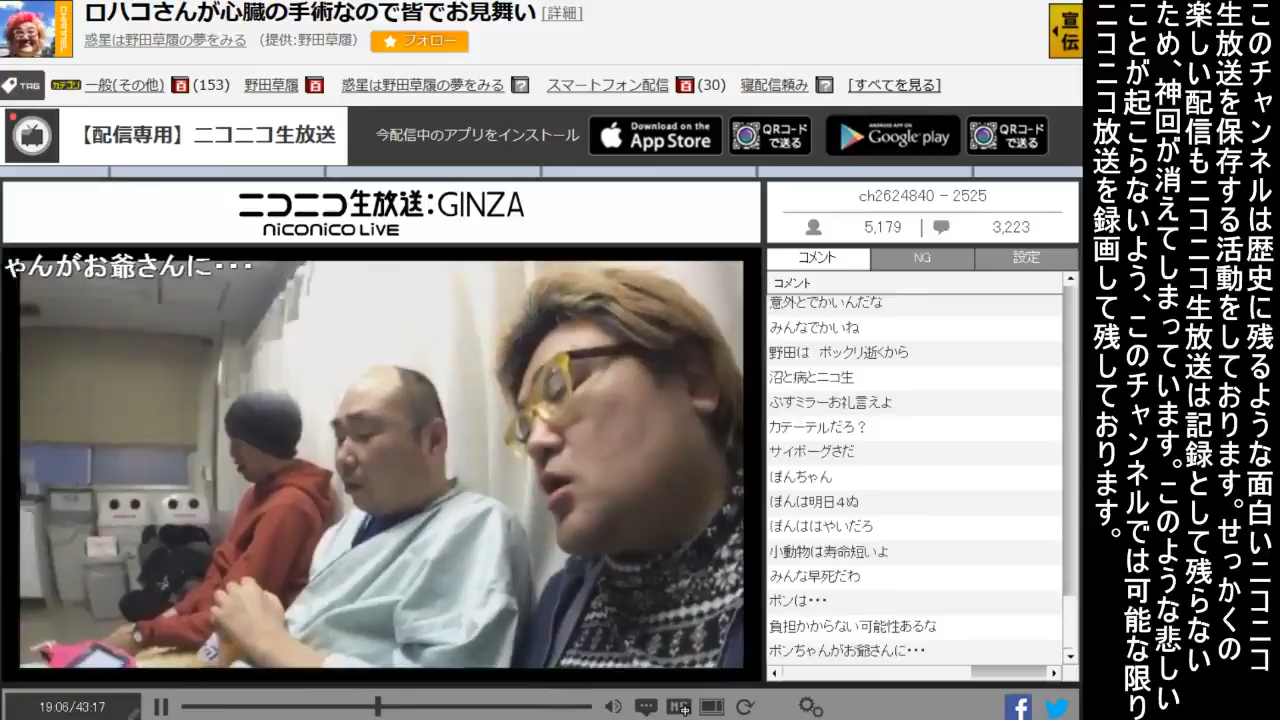 ロハコさんが心臓の手術なので皆でお見舞い [詳細]
惑星は野田草履の夢をみる (提供:野田草履)
フォロー
CHANNEL
宣伝
TAG
カテゴリ 一般(その他) 百 (153) 野田草履 百 惑星は野田草履の夢をみる ? スマートフォン配信 百 (30) 寝配信頼み ? [すべてを見る]
【配信専用】ニコニコ生放送
今配信中のアプリをインストール
Download on the
App Store
QRコード
で送る
ANDROID APP ON
Google play
QRコード
で送る
ニコニコ生放送:GINZA
niconico LIVE
ch2624840 - 2525
5,179 3,223
コメント NG 設定
コメント
意外とでかいんだな
みんなでかいね
野田は ポックリ逝くから
沼と病とニコ生
ぶすミラーお礼言えよ
カテーテルだろ?
サイボーグさだ
ぽんちゃん
ぽんは明日4ぬ
ぽんははやいだろ
小動物は寿命短いよ
みんな早死だわ
ポンは・・・
負担かからない可能性あるな
ポンちゃんがお爺さんに・・・
ゃんがお爺さんに・・・
19:06/43:17
このチャンネルは歴史に残るような面白いニコニコ
生放送を保存する活動をしております。せっかくの
楽しい配信もニコニコ生放送は記録として残らない
ため、神回が消えてしまっています。このような悲しい
ことが起こらないよう、このチャンネルでは可能な限り
ニコニコ放送を録画して残しております。